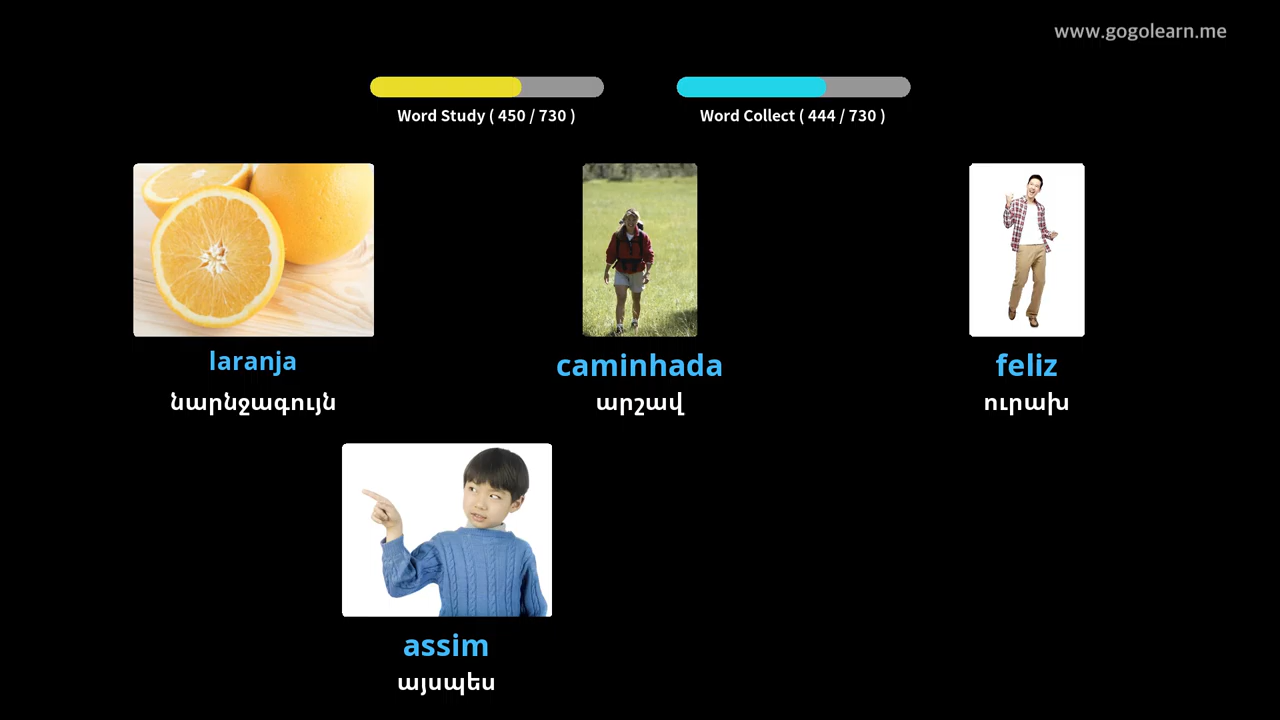 www.gogolearn.me
Word Study ( 450 / 730 )
Word Collect ( 444 / 730 )
laranja
նարնջագույն
caminhada
արշավ
feliz
ուրախ
assim
այսպես